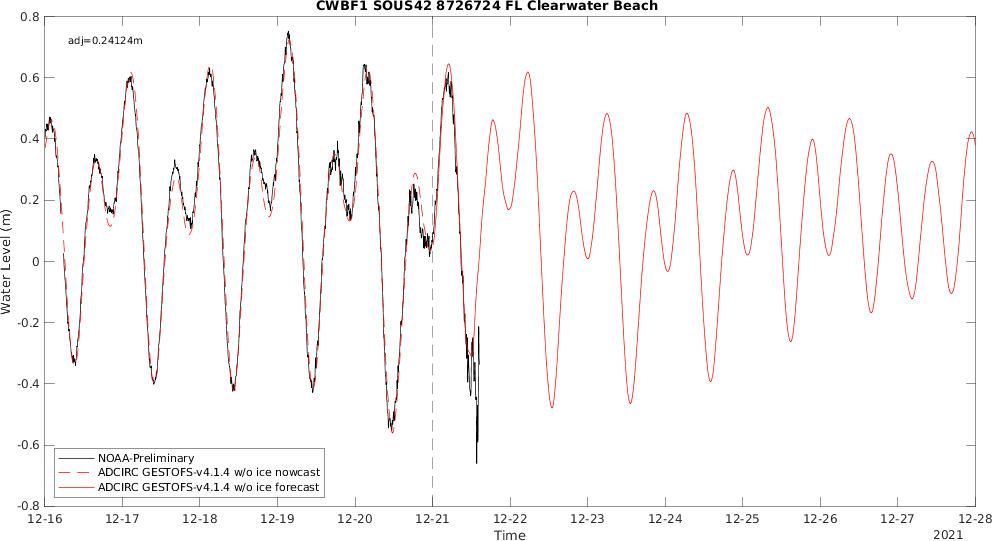 CWBF1 SOUS42 8726724 FL Clearwater Beach
adj=0.24124m
0.8
0.6
0.4
0.2
0
-0.2
-0.4
-0.6
-0.8
Water Level (m)
NOAA-Preliminary
ADCIRC GESTOFS-v4.1.4 w/o ice nowcast
ADCIRC GESTOFS-v4.1.4 w/o ice forecast
12-16 12-17 12-18 12-19 12-20 12-21 12-22 12-23 12-24 12-25 12-26 12-27 12-28
Time
2021